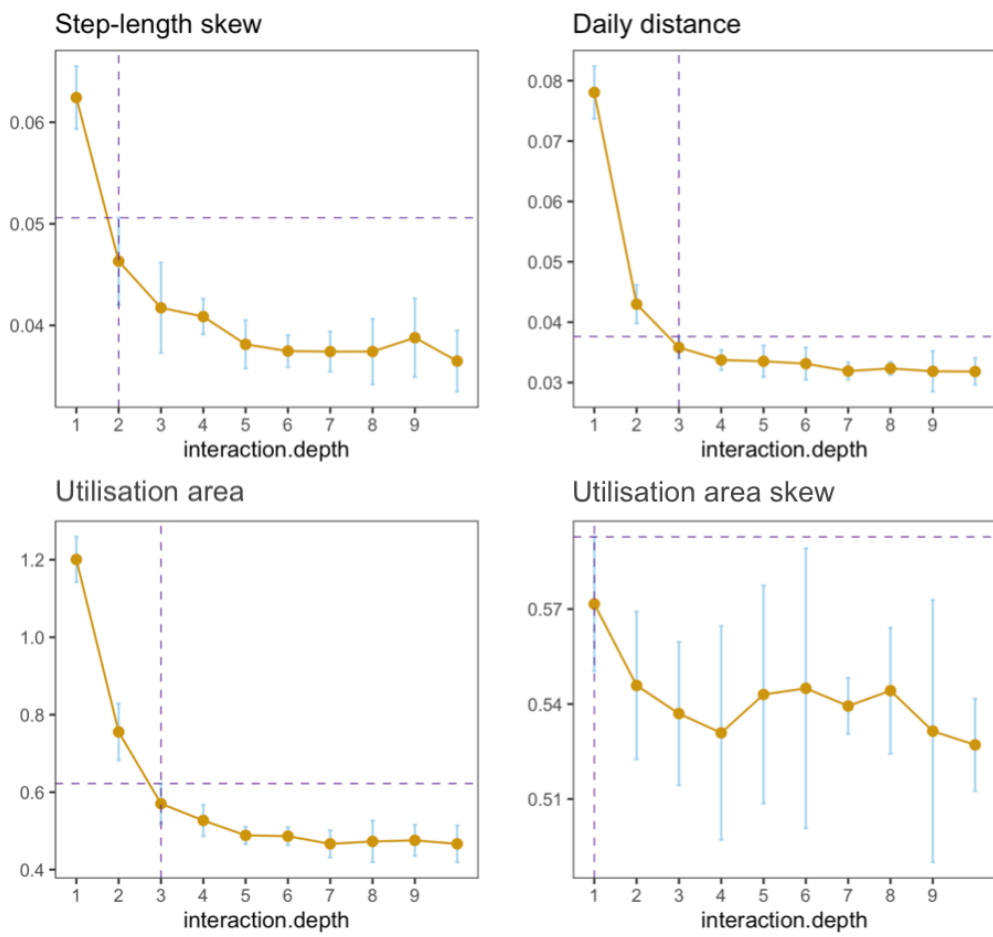 Step-length skew
0.06
0.05
0.04
1 2 3 4 5 6 7 8 9
interaction.depth
Daily distance
0.08
0.07
0.06
0.05
0.04
0.03
1 2 3 4 5 6 7 8 9
interaction.depth
Utilisation area
1.2
1.0
0.8
0.6
0.4
1 2 3 4 5 6 7 8 9
interaction.depth
Utilisation area skew
0.57
0.54
0.51
1 2 3 4 5 6 7 8 9
interaction.depth